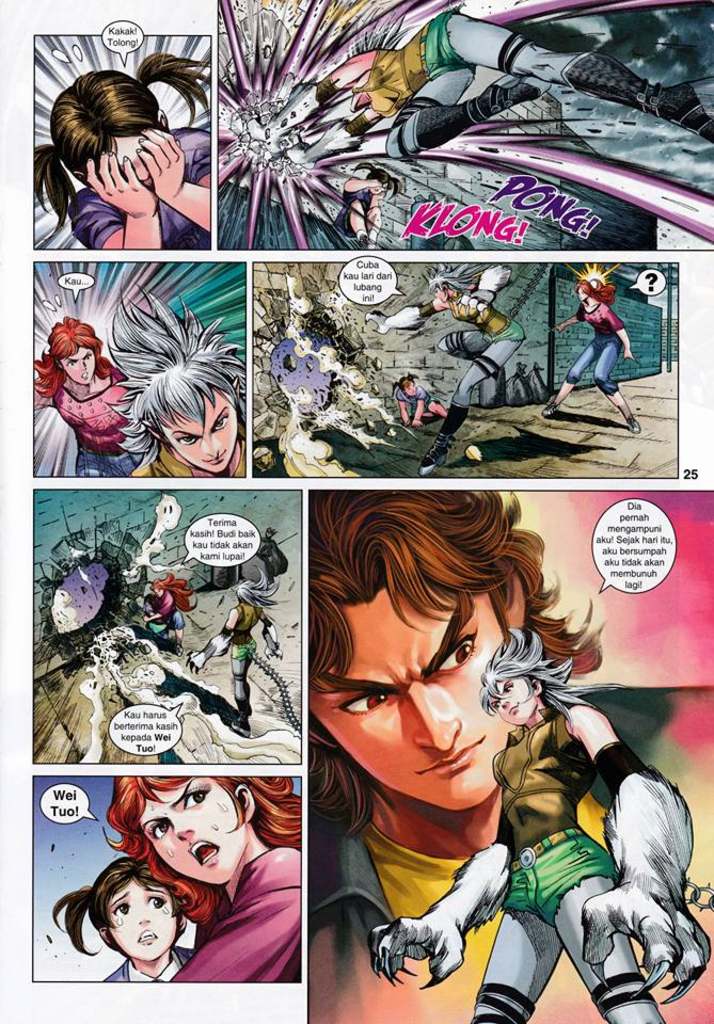 Kakak!
Tolong!
KLONG!
PONG!
Kau...
Cuba
kau lari dari
lubang
ini!
?
25
Terima
kasih! Budi baik
kau tidak akan
kami lupai!
Kau harus
berterima kasih
kepada Wei
Tuo!
Wei
Tuo!
Dia
pernah
mengampuni
aku! Sejak hari itu,
aku bersumpah
aku tidak akan
membunuh
lagi!